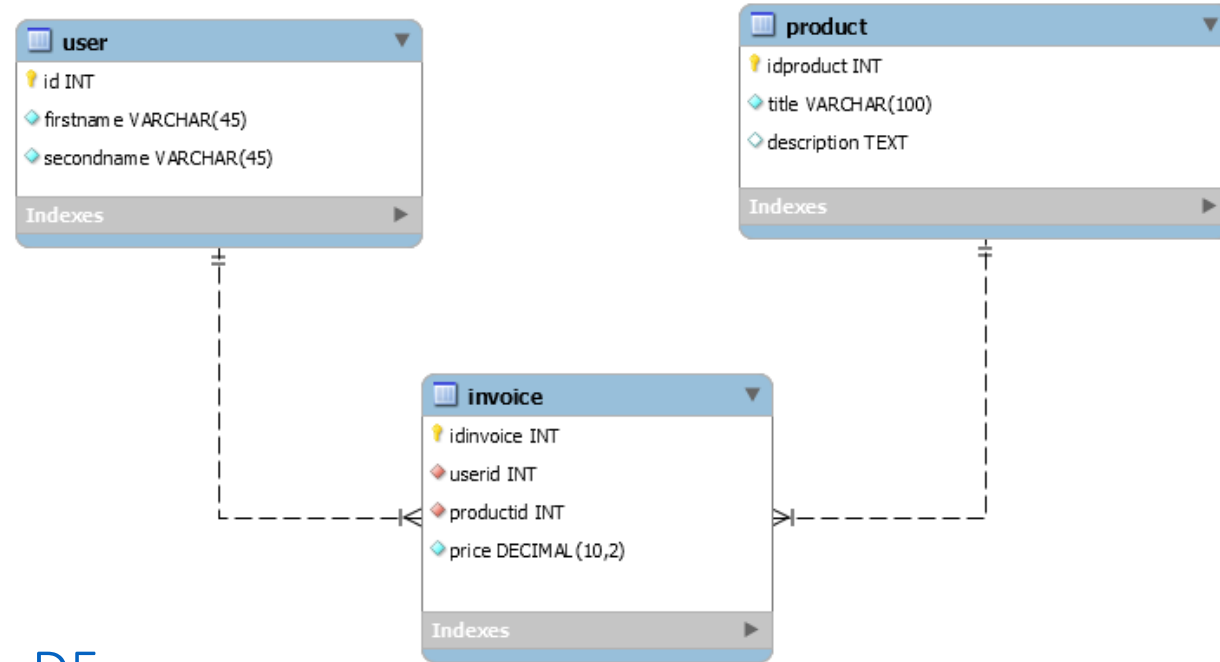 user
id INT
firstname VARCHAR(45)
secondname VARCHAR(45)
Indexes
product
idproduct INT
title VARCHAR(100)
description TEXT
Indexes
invoice
idinvoice INT
userid INT
productid INT
price DECIMAL(10,2)
Indexes